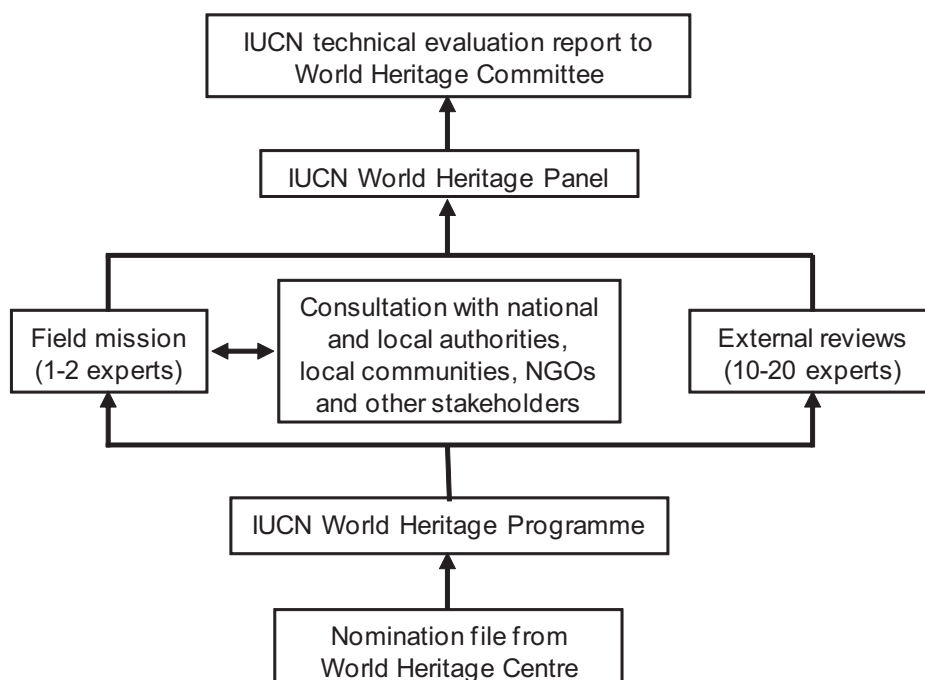 IUCN technical evaluation report to
World Heritage Committee
IUCN World Heritage Panel
Field mission
(1-2 experts)
Consultation with national
and local authorities,
local communities, NGOs
and other stakeholders
External reviews
(10-20 experts)
IUCN World Heritage Programme
Nomination file from
World Heritage Centre